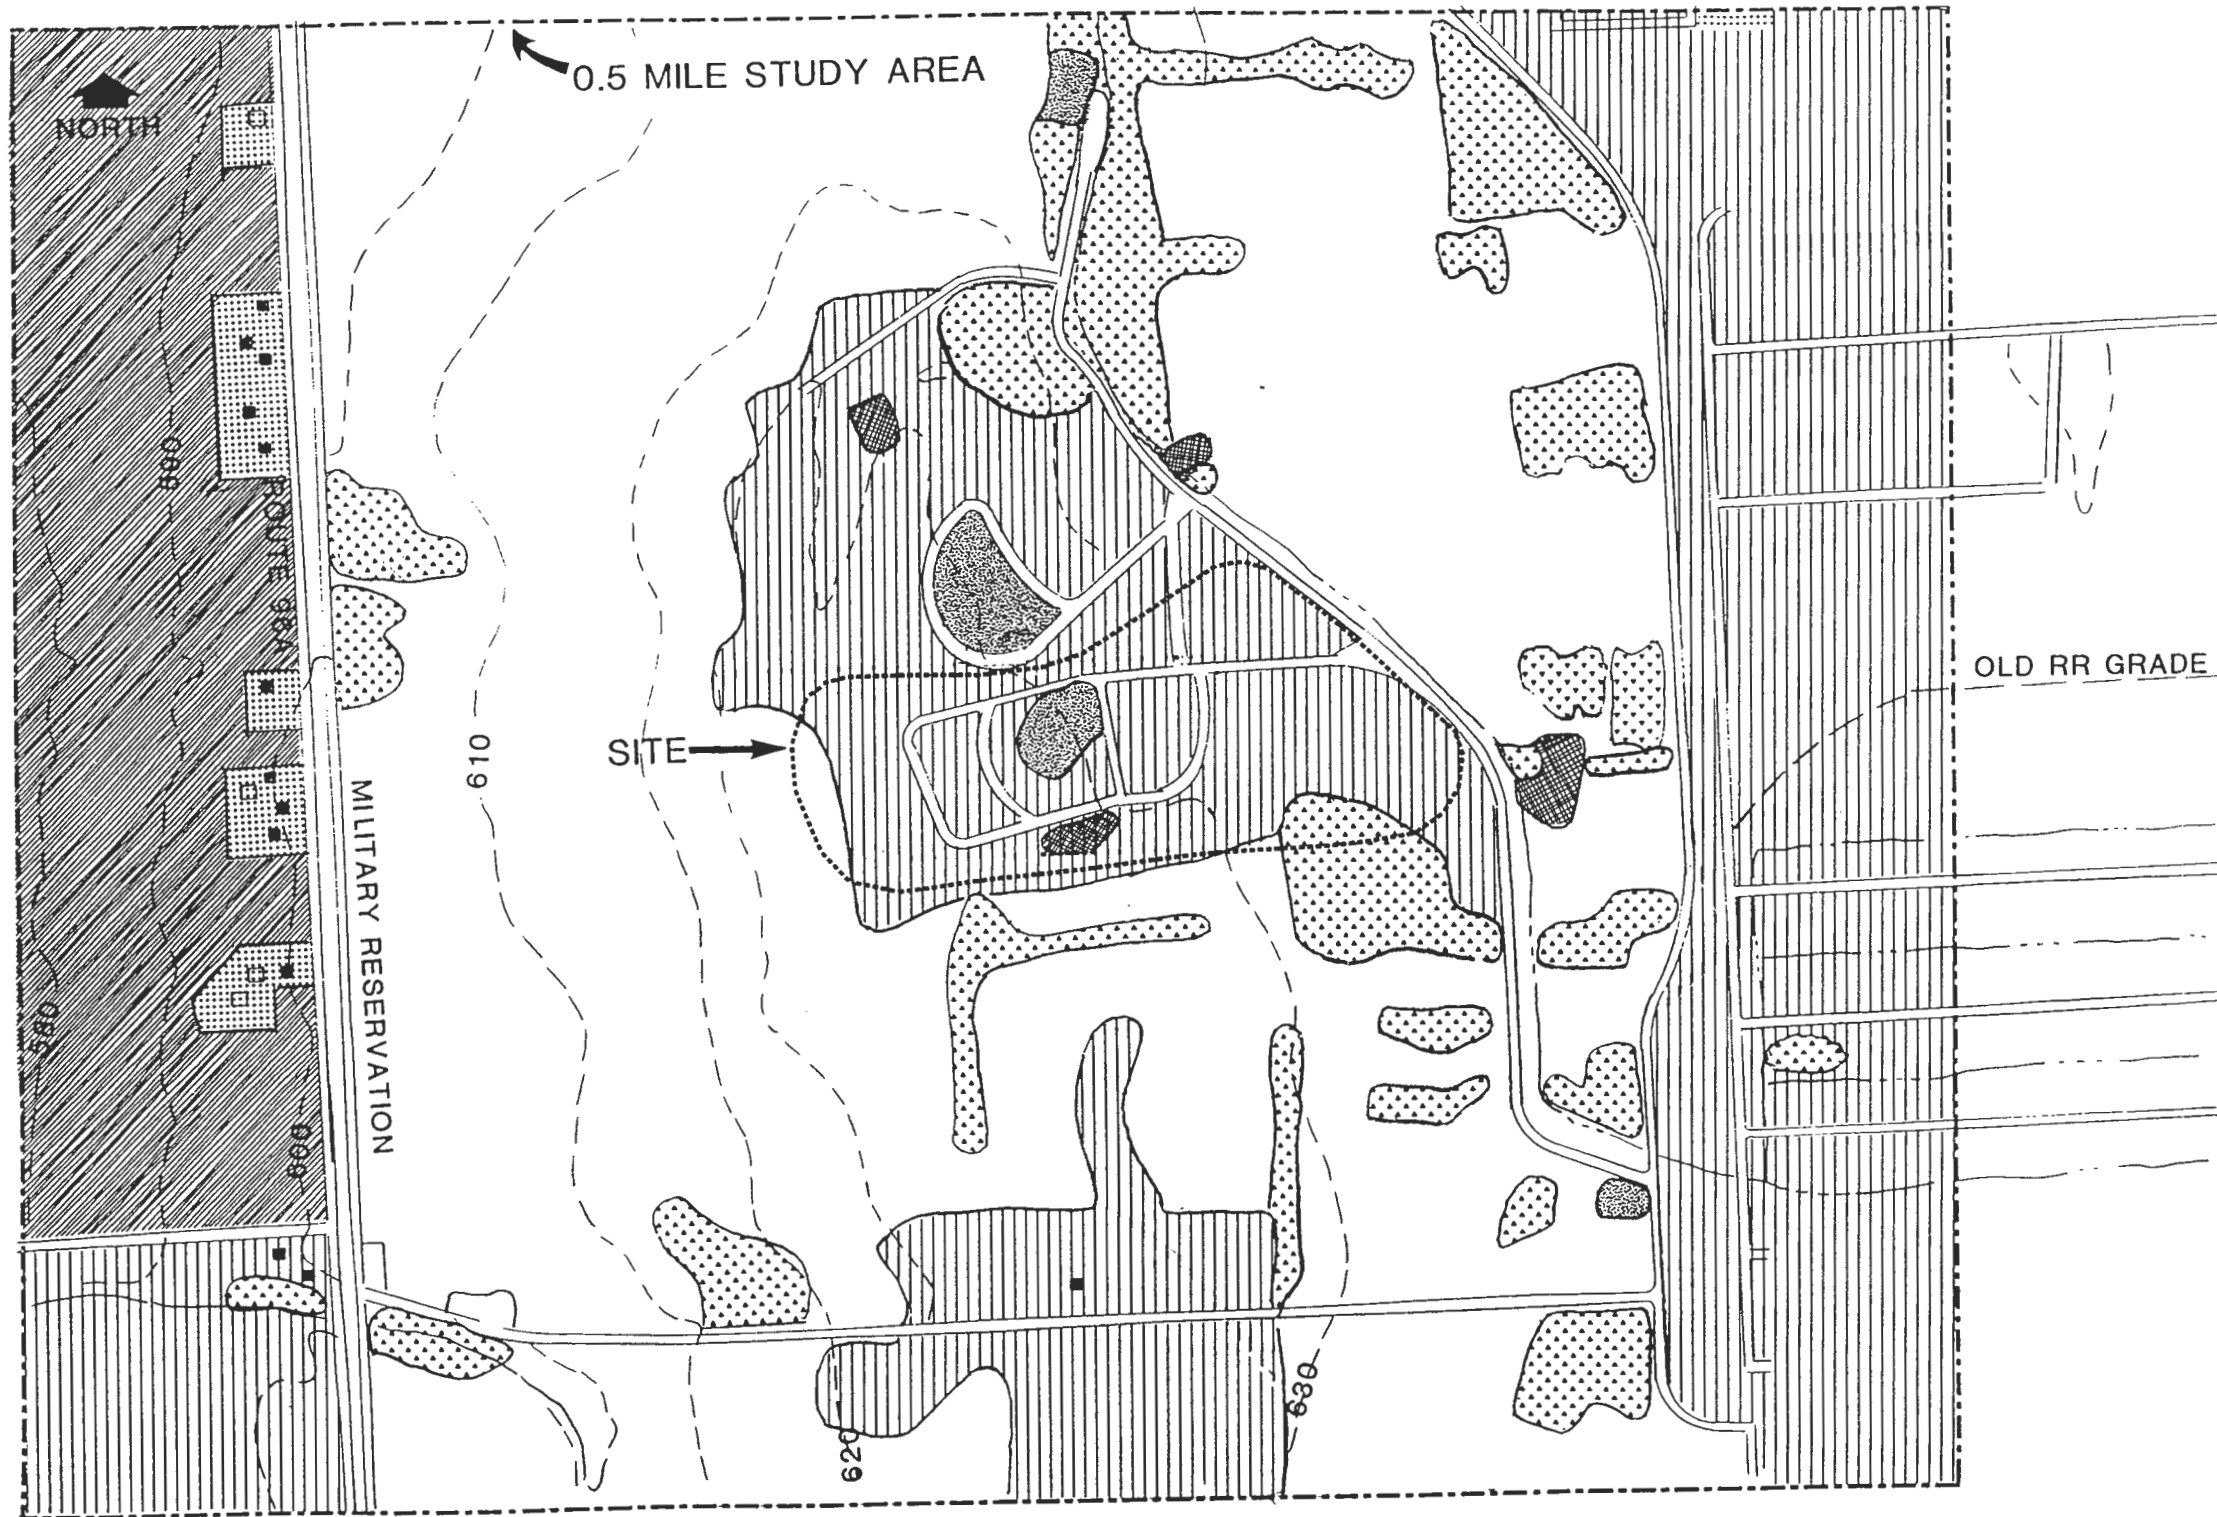 0.5 MILE STUDY AREA
NORTH
590
ROUTE 96A
OLD RR GRADE
SITE
610
MILITARY RESERVATION
580
600
630
620